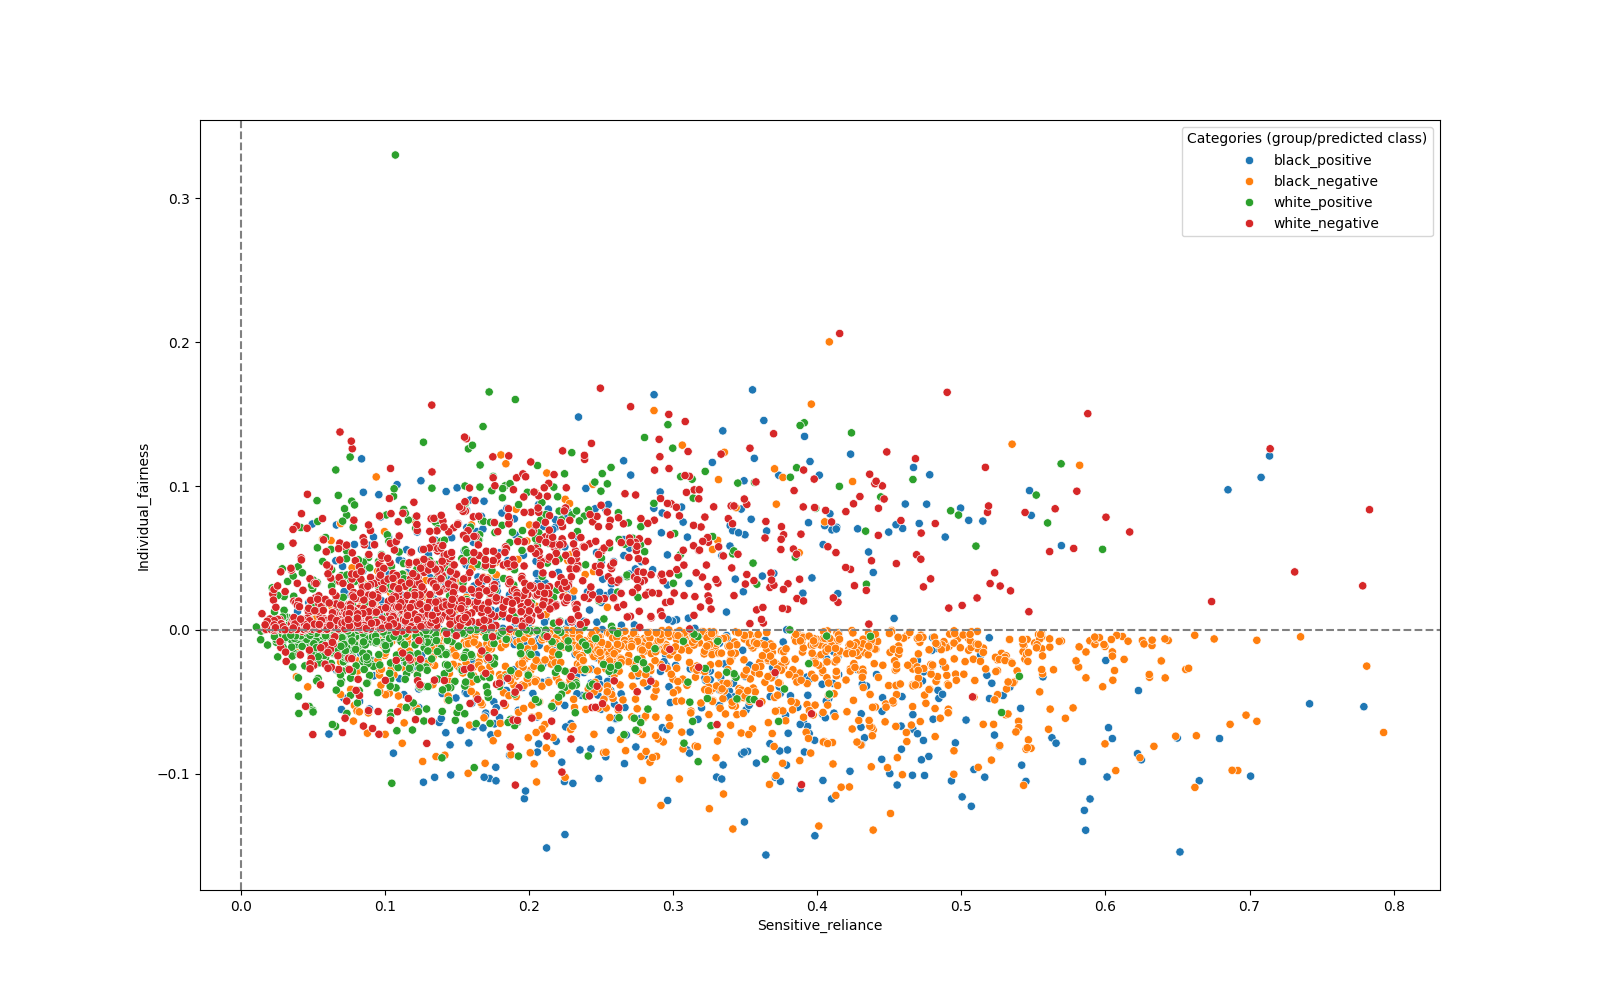 Categories (group/predicted class)
black_positive
black_negative
white_positive
white_negative
0.3
0.2
0.1
0.0
−0.1
Individual_fairness
0.0 0.1 0.2 0.3 0.4 0.5 0.6 0.7 0.8
Sensitive_reliance